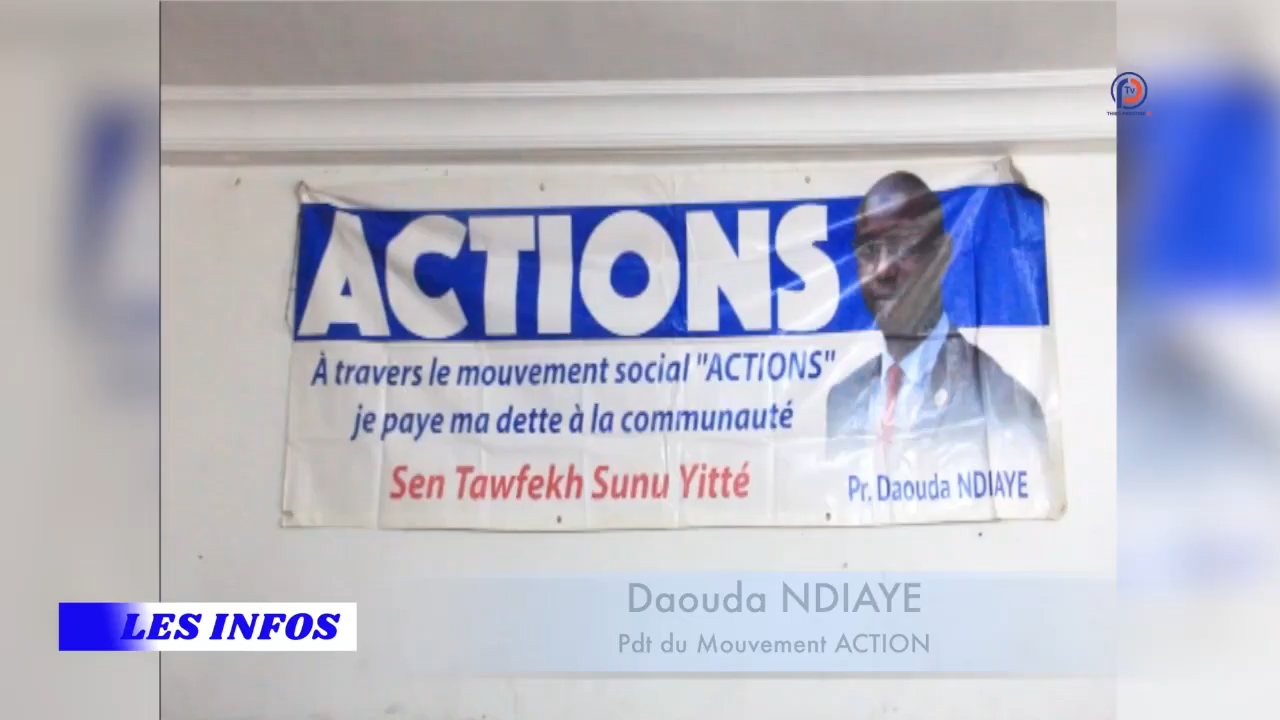 Tv
ACTIONS
À travers le mouvement social "ACTIONS"
je paye ma dette à la communauté
Sen Tawfekh Sunu Yitté
Pr. Daouda NDIAYE
Daouda NDIAYE
Pdt du Mouvement ACTION
LES INFOS